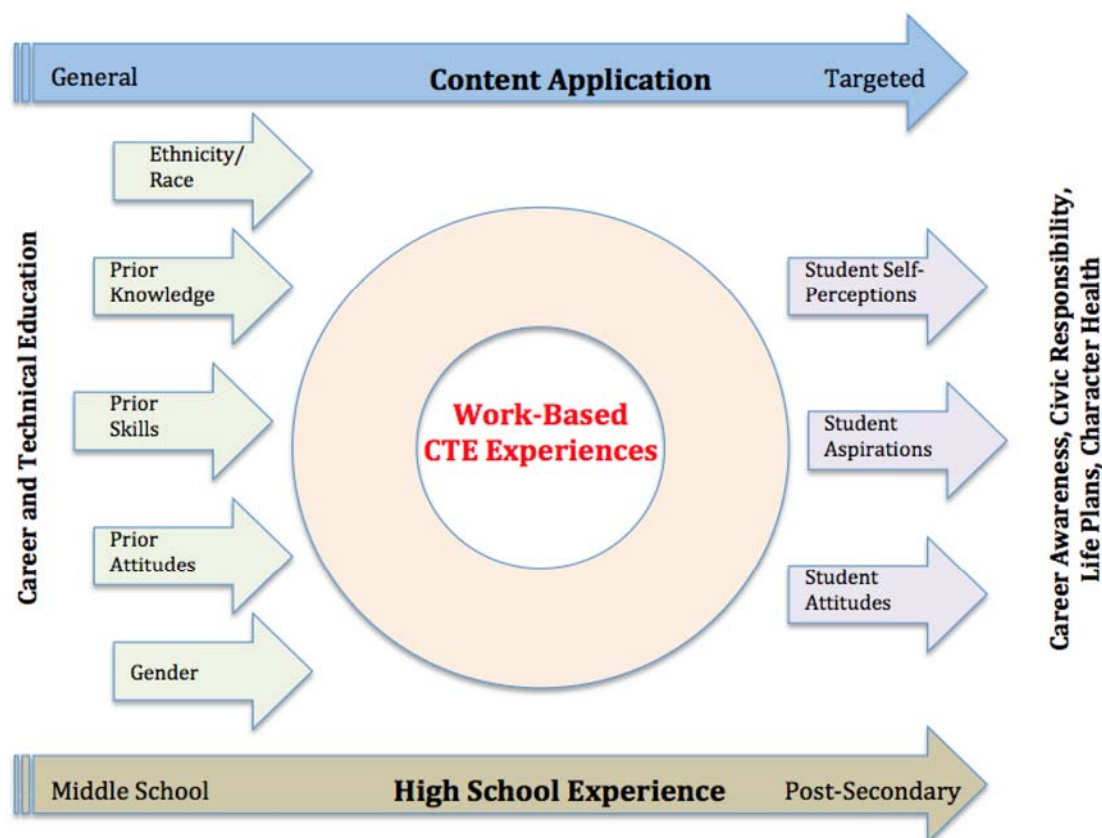 General Content Application Targeted
Ethnicity/
Race
Prior
Knowledge
Prior
Skills
Prior
Attitudes
Gender
Career and Technical Education
Work-Based
CTE Experiences
Student Self-
Perceptions
Student
Aspirations
Student
Attitudes
Career Awareness, Civic Responsibility,
Life Plans, Character Health
Middle School High School Experience Post-Secondary